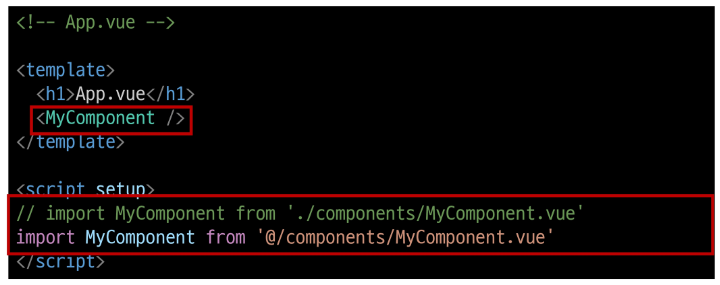 <!-- App.vue -->
<template>
<h1>App.vue</h1>
<MyComponent />
</template>
<script setup>
// import MyComponent from './components/MyComponent.vue'
import MyComponent from '@/components/MyComponent.vue'
</script>